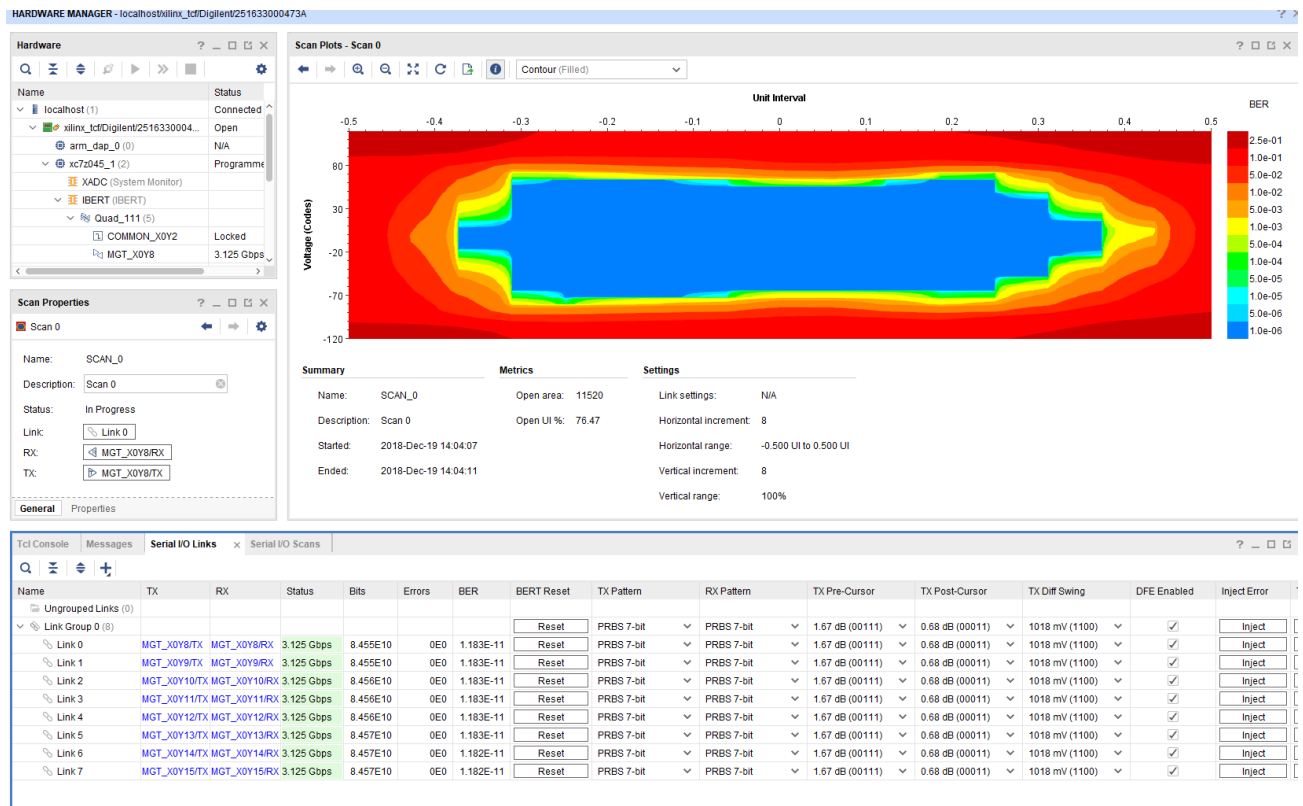 HARDWARE MANAGER - localhost/xilinx_tcf/Digilent/251633000473A
Hardware
Name Status
localhost (1) Connected
xilinx_tcf/Digilent/2516330004... Open
arm_dap_0 (0) N/A
xc7z045_1 (2) Programme
XADC (System Monitor)
IBERT (IBERT)
Quad_111 (5)
COMMON_X0Y2 Locked
MGT_X0Y8 3.125 Gbps
Scan Properties
Scan 0
Name: SCAN_0
Description: Scan 0
Status: In Progress
Link: Link 0
RX: MGT_X0Y8/RX
TX: MGT_X0Y8/TX
General Properties
Scan Plots - Scan 0
Contour (Filled)
Unit Interval
BER
-0.5 -0.4 -0.3 -0.2 -0.1 0 0.1 0.2 0.3 0.4 0.5
Voltage (Codes)
80
30
-20
-70
-120
2.5e-01
1.0e-01
5.0e-02
1.0e-02
5.0e-03
1.0e-03
5.0e-04
1.0e-04
5.0e-05
1.0e-05
5.0e-06
1.0e-06
Summary Metrics Settings
Name: SCAN_0 Open area: 11520 Link settings: N/A
Description: Scan 0 Open UI %: 76.47 Horizontal increment: 8
Started: 2018-Dec-19 14:04:07 Horizontal range: -0.500 UI to 0.500 UI
Ended: 2018-Dec-19 14:04:11 Vertical increment: 8
Vertical range: 100%
Tcl Console Messages Serial I/O Links Serial I/O Scans
Name TX RX Status Bits Errors BER BERT Reset TX Pattern RX Pattern TX Pre-Cursor TX Post-Cursor TX Diff Swing DFE Enabled Inject Error
Ungrouped Links (0)
Link Group 0 (8) Reset PRBS 7-bit PRBS 7-bit 1.67 dB (00111) 0.68 dB (00011) 1018 mV (1100) Inject
Link 0 MGT_X0Y8/TX MGT_X0Y8/RX 3.125 Gbps 8.455E10 0E0 1.183E-11 Reset PRBS 7-bit PRBS 7-bit 1.67 dB (00111) 0.68 dB (00011) 1018 mV (1100) Inject
Link 1 MGT_X0Y9/TX MGT_X0Y9/RX 3.125 Gbps 8.456E10 0E0 1.183E-11 Reset PRBS 7-bit PRBS 7-bit 1.67 dB (00111) 0.68 dB (00011) 1018 mV (1100) Inject
Link 2 MGT_X0Y10/TX MGT_X0Y10/RX 3.125 Gbps 8.456E10 0E0 1.183E-11 Reset PRBS 7-bit PRBS 7-bit 1.67 dB (00111) 0.68 dB (00011) 1018 mV (1100) Inject
Link 3 MGT_X0Y11/TX MGT_X0Y11/RX 3.125 Gbps 8.456E10 0E0 1.183E-11 Reset PRBS 7-bit PRBS 7-bit 1.67 dB (00111) 0.68 dB (00011) 1018 mV (1100) Inject
Link 4 MGT_X0Y12/TX MGT_X0Y12/RX 3.125 Gbps 8.456E10 0E0 1.183E-11 Reset PRBS 7-bit PRBS 7-bit 1.67 dB (00111) 0.68 dB (00011) 1018 mV (1100) Inject
Link 5 MGT_X0Y13/TX MGT_X0Y13/RX 3.125 Gbps 8.457E10 0E0 1.183E-11 Reset PRBS 7-bit PRBS 7-bit 1.67 dB (00111) 0.68 dB (00011) 1018 mV (1100) Inject
Link 6 MGT_X0Y14/TX MGT_X0Y14/RX 3.125 Gbps 8.457E10 0E0 1.182E-11 Reset PRBS 7-bit PRBS 7-bit 1.67 dB (00111) 0.68 dB (00011) 1018 mV (1100) Inject
Link 7 MGT_X0Y15/TX MGT_X0Y15/RX 3.125 Gbps 8.457E10 0E0 1.182E-11 Reset PRBS 7-bit PRBS 7-bit 1.67 dB (00111) 0.68 dB (00011) 1018 mV (1100) Inject